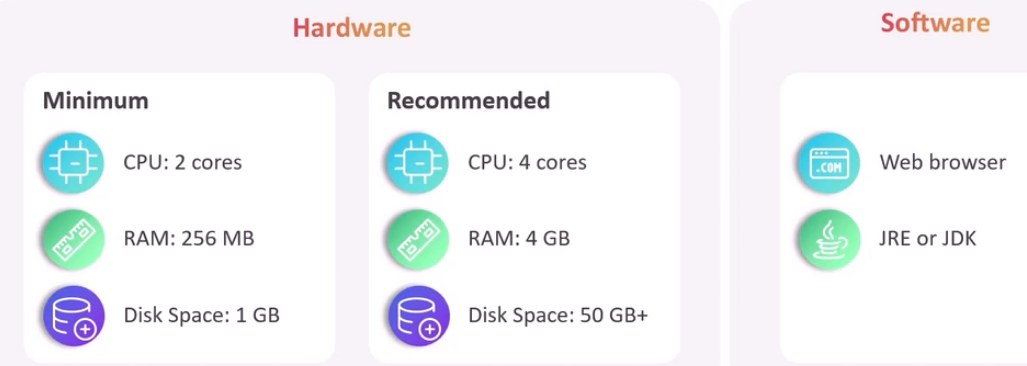 Hardware
Minimum
CPU: 2 cores
RAM: 256 MB
Disk Space: 1 GB
Recommended
CPU: 4 cores
RAM: 4 GB
Disk Space: 50 GB+
Software
.COM
Web browser
JRE or JDK